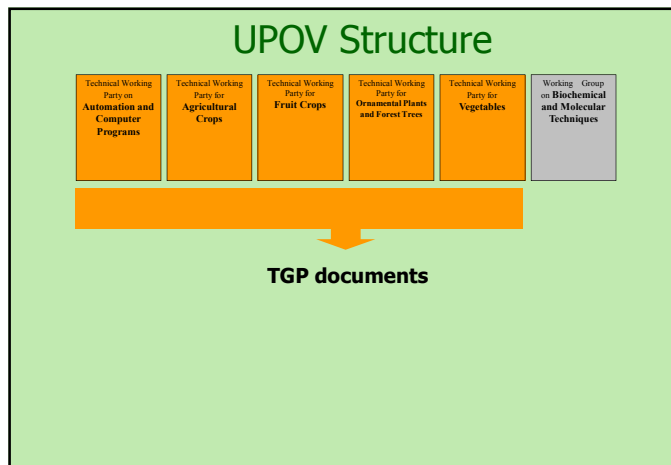 UPOV Structure
Technical Working
Party on
Automation and
Computer
Programs
Technical Working
Party for
Agricultural
Crops
Technical Working
Party for
Fruit Crops
Technical Working
Party for
Ornamental Plants
and Forest Trees
Technical Working
Party for
Vegetables
Working Group
on Biochemical
and Molecular
Techniques
TGP documents